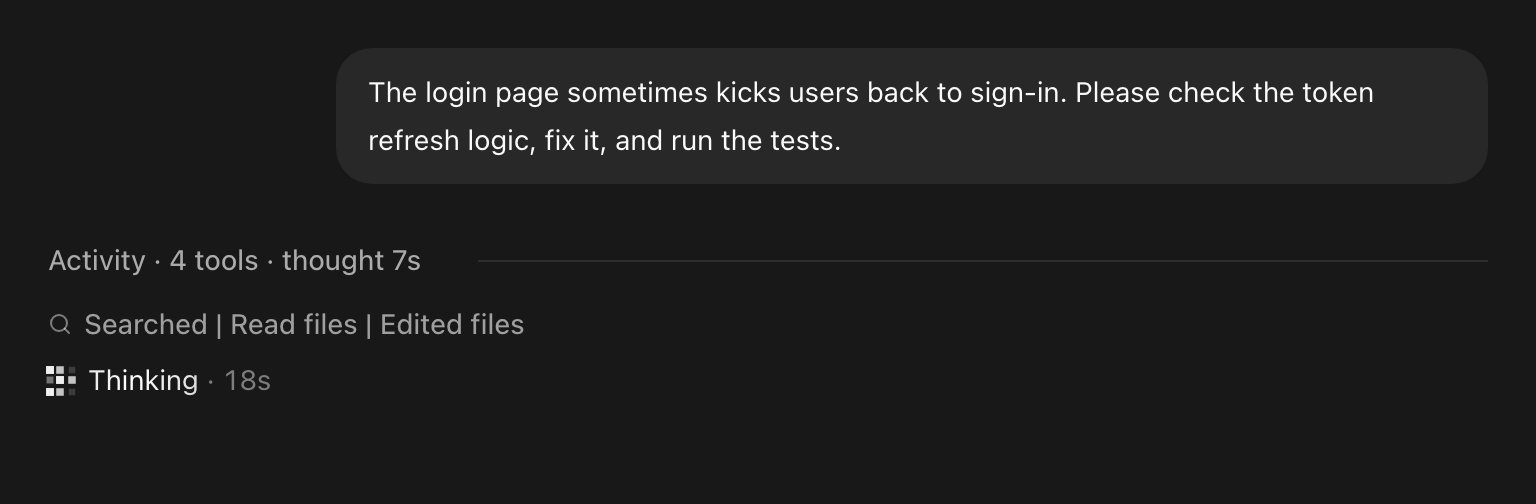 The login page sometimes kicks users back to sign-in. Please check the token
refresh logic, fix it, and run the tests.
Activity · 4 tools · thought 7s
Searched | Read files | Edited files
Thinking · 18s